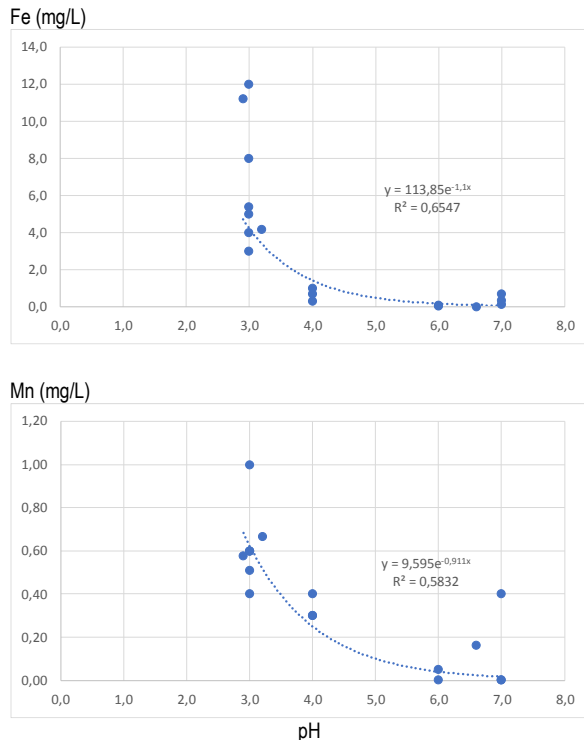 Fe (mg/L)
14,0
12,0
10,0
8,0
6,0
4,0
2,0
0,0
y = 113,85e^-1,1x
R² = 0,6547
0,0 1,0 2,0 3,0 4,0 5,0 6,0 7,0 8,0
Mn (mg/L)
1,20
1,00
0,80
0,60
0,40
0,20
0,00
y = 9,595e^-0,911x
R² = 0,5832
0,0 1,0 2,0 3,0 4,0 5,0 6,0 7,0 8,0
pH